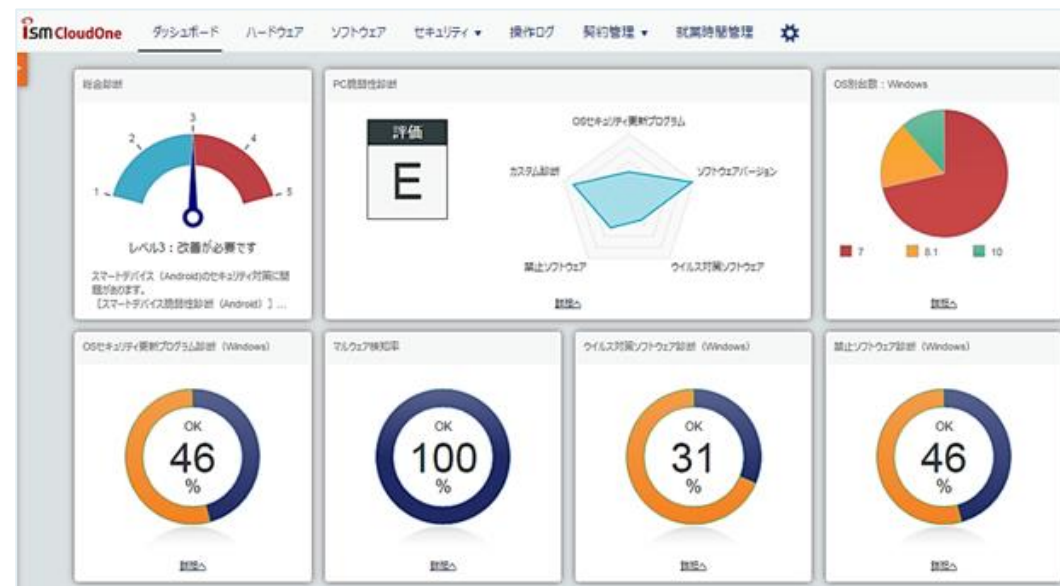 ism CloudOne
ダッシュボード ハードウェア ソフトウェア セキュリティ ▼ 操作ログ 契約管理 ▼ 就業時間管理
総合診断
1 2 3 4 5
レベル3：改善が必要です
スマートデバイス（Android)のセキュリティ対策に問
題があります。
【スマートデバイス脆弱性診断（Android）】...
PC脆弱性診断
評価
E
OSセキュリティ更新プログラム
カスタム診断
ソフトウェアバージョン
禁止ソフトウェア
ウイルス対策ソフトウェア
詳細へ
OS別台数：Windows
7 8.1 10
詳細へ
OSセキュリティ更新プログラム診断（Windows）
OK
46
%
詳細へ
マルウェア検知率
OK
100
%
詳細へ
ウイルス対策ソフトウェア診断（Windows）
OK
31
%
詳細へ
禁止ソフトウェア診断（Windows）
OK
46
%
詳細へ